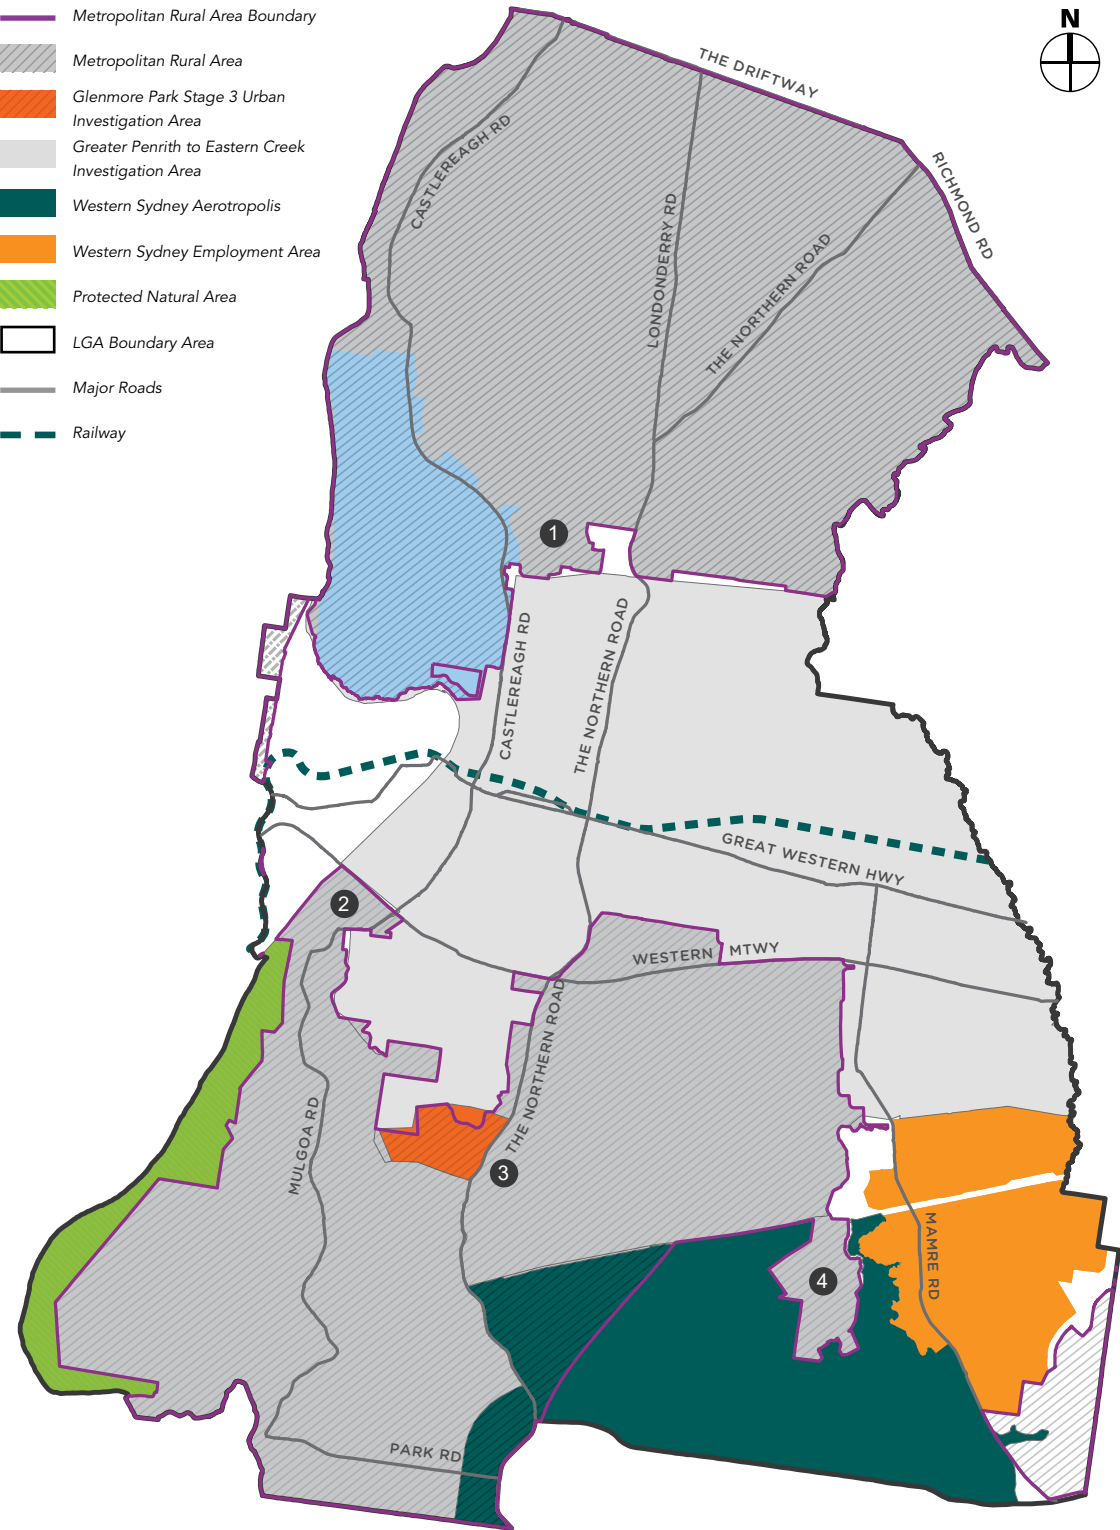 Metropolitan Rural Area Boundary
Metropolitan Rural Area
Glenmore Park Stage 3 Urban
Investigation Area
Greater Penrith to Eastern Creek
Investigation Area
Western Sydney Aerotropolis
Western Sydney Employment Area
Protected Natural Area
LGA Boundary Area
Major Roads
Railway
N
THE DRIFTWAY
CASTLEREAGH RD
RICHMOND RD
LONDONDERRY RD
THE NORTHERN ROAD
1
CASTLEREAGH RD
THE NORTHERN ROAD
GREAT WESTERN HWY
2
WESTERN MTWY
THE NORTHERN ROAD
MULGOA RD
3
MAMRE RD
4
PARK RD